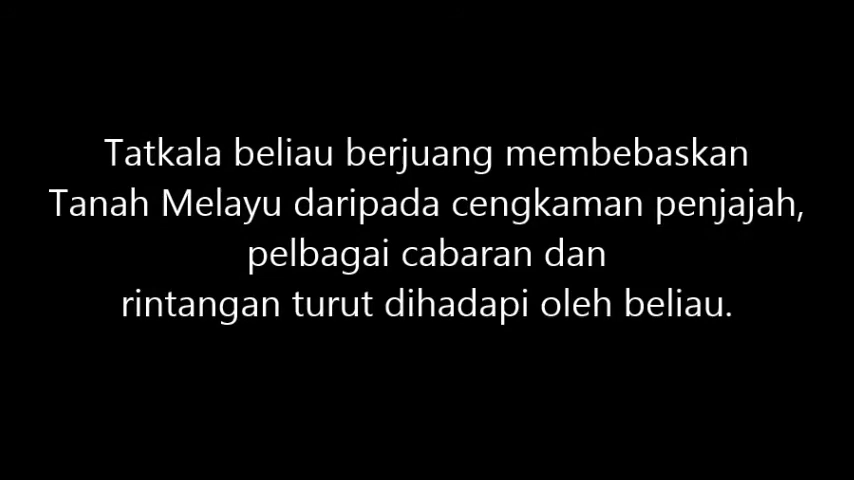 Tatkala beliau berjuang membebaskan
Tanah Melayu daripada cengkaman penjajah,
pelbagai cabaran dan
rintangan turut dihadapi oleh beliau.